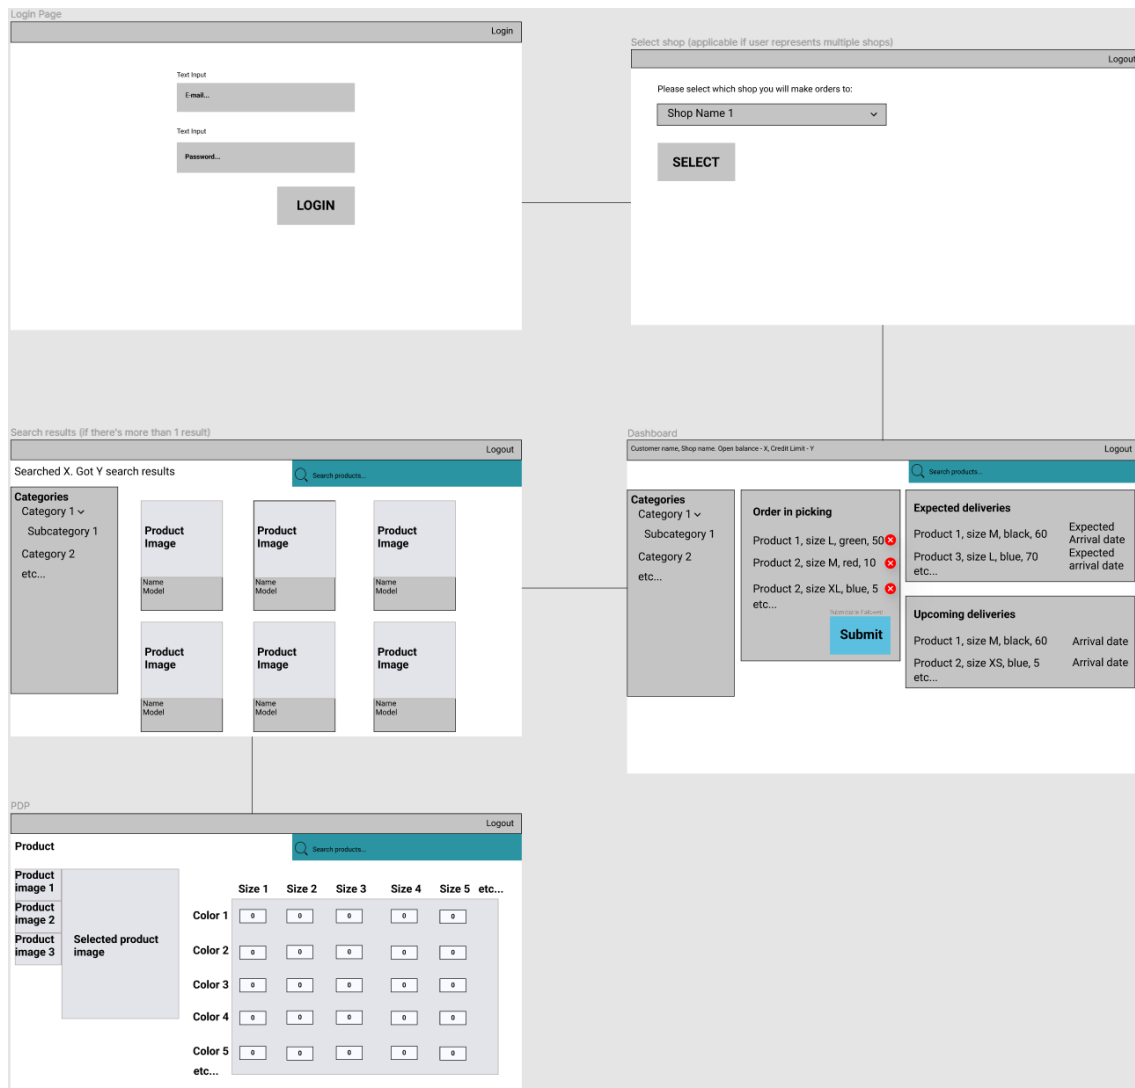 Login Page
Login
Text Input
E-mail...
Text Input
Password...
LOGIN
Select shop (applicable if user represents multiple shops)
Logout
Please select which shop you will make orders to:
Shop Name 1
SELECT
Search results (if there's more than 1 result)
Logout
Searched X. Got Y search results
Search products...
Categories
Category 1
Subcategory 1
Category 2
etc...
Product Image
Name
Model
Product Image
Name
Model
Product Image
Name
Model
Product Image
Name
Model
Product Image
Name
Model
Product Image
Name
Model
Dashboard
Customer name, Shop name. Open balance - X, Credit Limit - Y
Logout
Search products...
Categories
Category 1
Subcategory 1
Category 2
etc...
Order in picking
Product 1, size L, green, 50
Product 2, size M, red, 10
Product 2, size XL, blue, 5
etc...
Submit
Expected deliveries
Product 1, size M, black, 60
Expected
Arrival date
Product 3, size L, blue, 70
Expected
arrival date
etc...
Upcoming deliveries
Product 1, size M, black, 60 Arrival date
Product 2, size XS, blue, 5 Arrival date
etc...
PDP
Logout
Product
Search products...
Product
image 1
Product
image 2
Product
image 3
Selected product
image
Size 1 Size 2 Size 3 Size 4 Size 5 etc...
Color 1 0 0 0 0 0
Color 2 0 0 0 0 0
Color 3 0 0 0 0 0
Color 4 0 0 0 0 0
Color 5 0 0 0 0 0
etc...